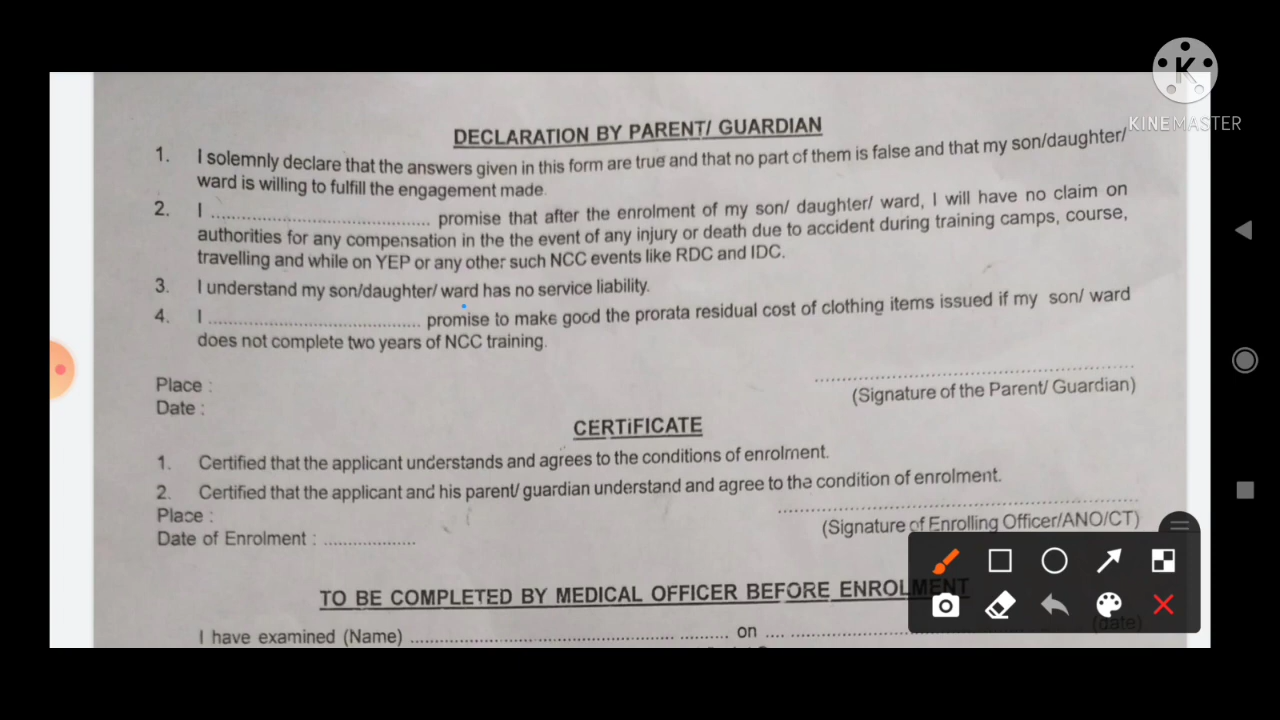 KINEMASTER
DECLARATION BY PARENT/ GUARDIAN
1. I solemnly declare that the answers given in this form are true and that no part of them is false and that my son/daughter/
ward is willing to fulfill the engagement made.
2. I ........................................ promise that after the enrolment of my son/ daughter/ ward, I will have no claim on
authorities for any compensation in the the event of any injury or death due to accident during training camps, course,
travelling and while on YEP or any other such NCC events like RDC and IDC.
3. I understand my son/daughter/ ward has no service liability.
4. I ........................................ promise to make good the prorata residual cost of clothing items issued if my son/ ward
does not complete two years of NCC training.
Place :
Date :
(Signature of the Parent/ Guardian)
CERTIFICATE
1. Certified that the applicant understands and agrees to the conditions of enrolment.
2. Certified that the applicant and his parent/ guardian understand and agree to the condition of enrolment.
Place :
(Signature of Enrolling Officer/ANO/CT)
Date of Enrolment : .................
TO BE COMPLETED BY MEDICAL OFFICER BEFORE ENROLMENT
I have examined (Name) ............................................................ on .................................................. (date)